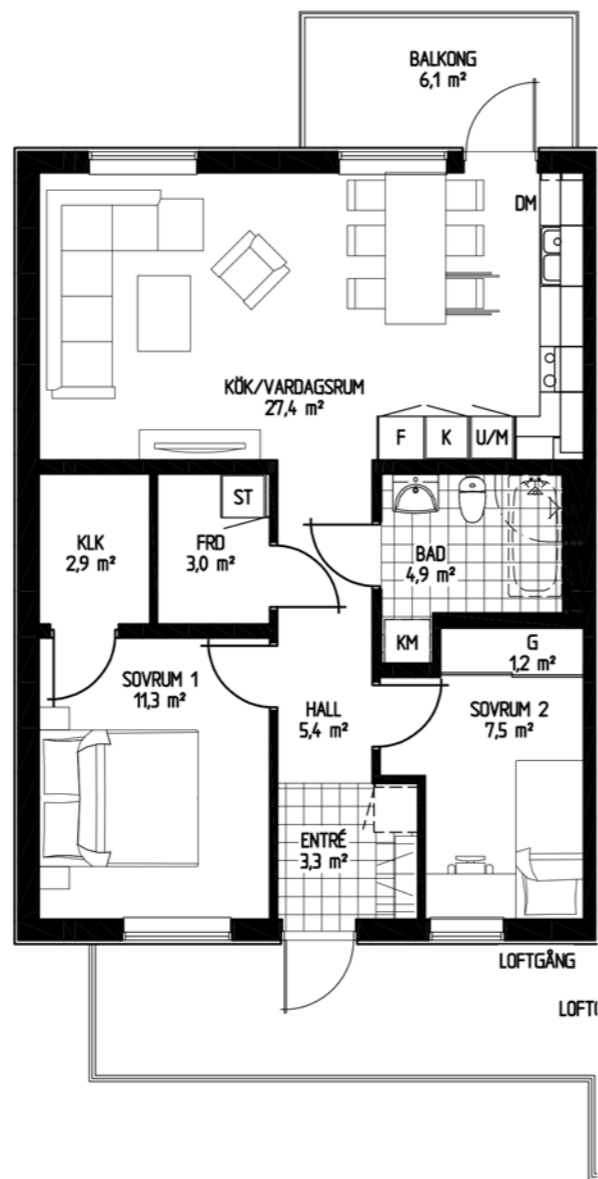 BALKONG
6,1 m²
DM
KÖK/VARDAGSRUM
27,4 m²
F K U/M
ST
KLK
2,9 m²
FRD
3,0 m²
BAD
4,9 m²
KM
G
1,2 m²
SOVRUM 1
11,3 m²
HALL
5,4 m²
SOVRUM 2
7,5 m²
ENTRÉ
3,3 m²
LOFTGÅNG
LOFT